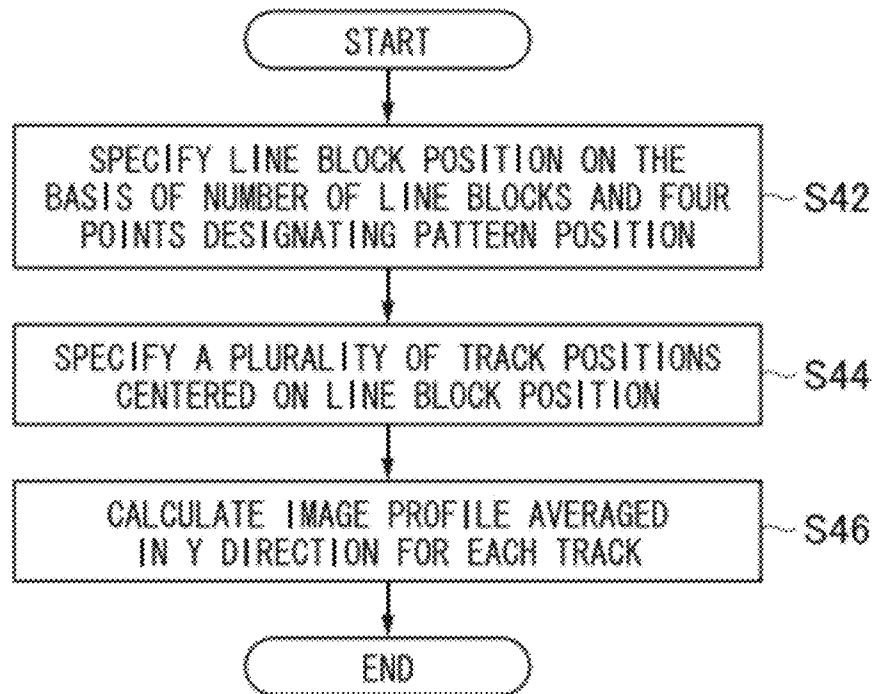 START
SPECIFY LINE BLOCK POSITION ON THE
BASIS OF NUMBER OF LINE BLOCKS AND FOUR
POINTS DESIGNATING PATTERN POSITION
S42
SPECIFY A PLURALITY OF TRACK POSITIONS
CENTERED ON LINE BLOCK POSITION
S44
CALCULATE IMAGE PROFILE AVERAGED
IN Y DIRECTION FOR EACH TRACK
S46
END